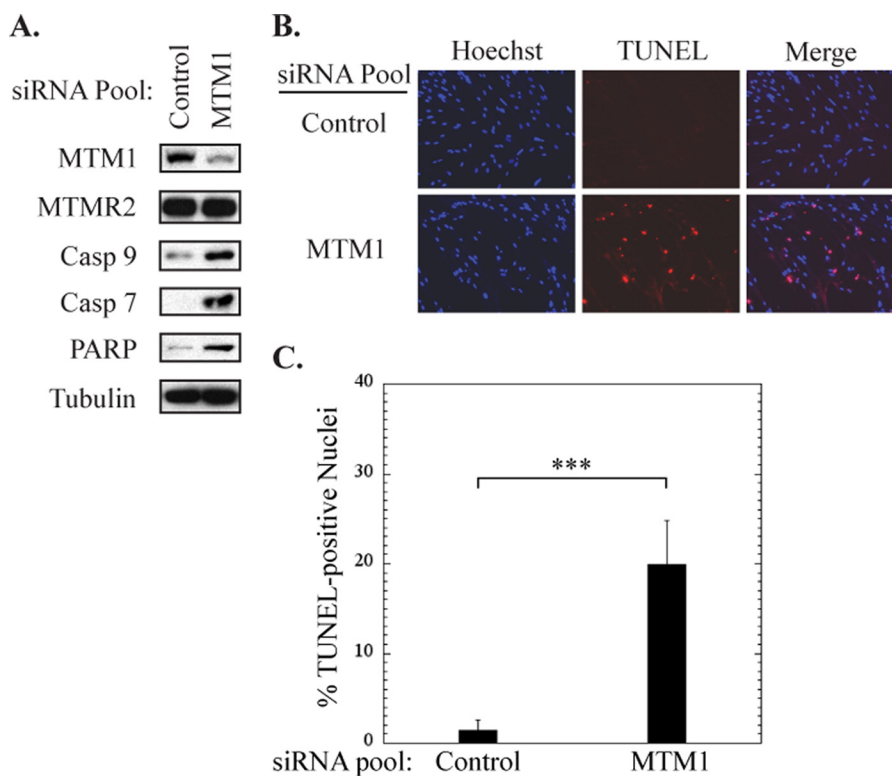 A.
siRNA Pool:
Control
MTM1
MTM1
MTMR2
Casp 9
Casp 7
PARP
Tubulin
B.
Hoechst
TUNEL
Merge
siRNA Pool
Control
MTM1
C.
% TUNEL-positive Nuclei
40
30
20
10
0
***
siRNA pool:
Control
MTM1